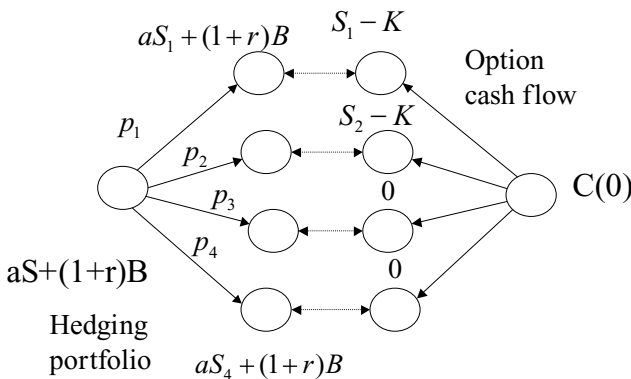 aS₁ + (1+r)B
S₁ − K
Option
cash flow
p₁
S₂ − K
p₂
0
C(0)
p₃
p₄
0
aS+(1+r)B
Hedging
portfolio
aS₄ + (1+r)B